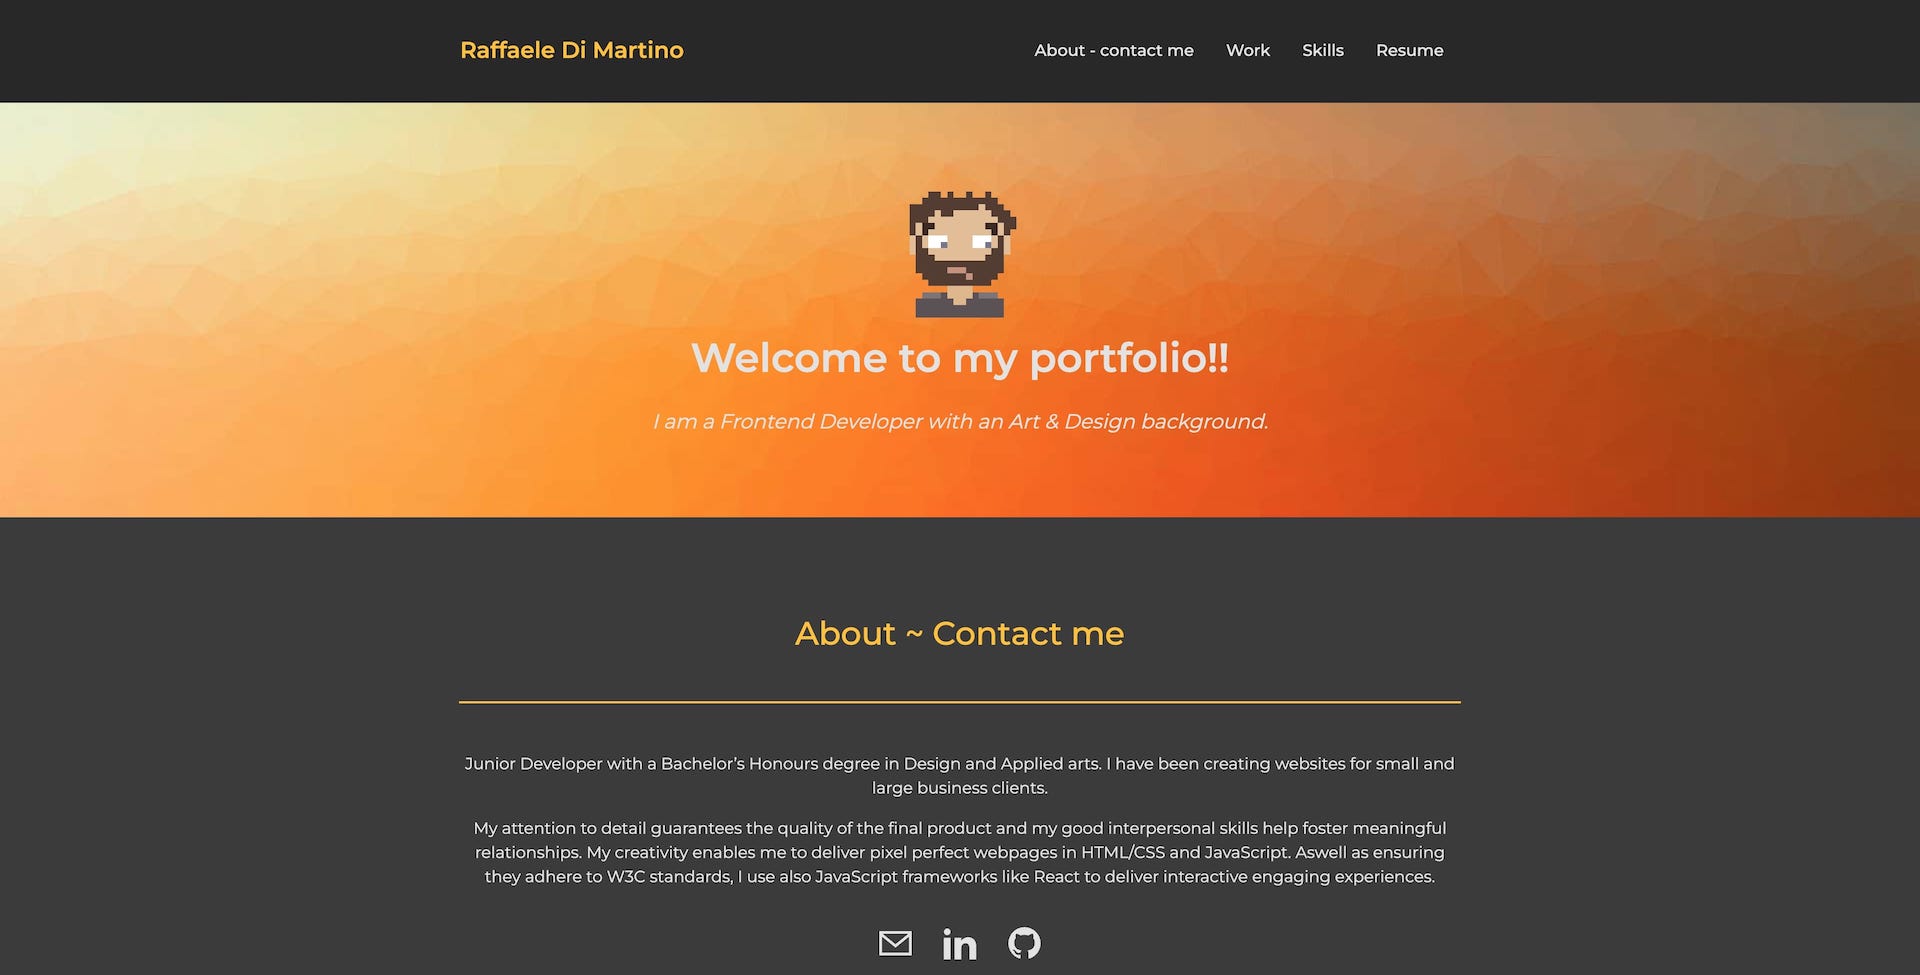 Raffaele Di Martino
About - contact me
Work
Skills
Resume
Welcome to my portfolio!!
I am a Frontend Developer with an Art & Design background.
About ~ Contact me
Junior Developer with a Bachelor’s Honours degree in Design and Applied arts. I have been creating websites for small and
large business clients.
My attention to detail guarantees the quality of the final product and my good interpersonal skills help foster meaningful
relationships. My creativity enables me to deliver pixel perfect webpages in HTML/CSS and JavaScript. Aswell as ensuring
they adhere to W3C standards, I use also JavaScript frameworks like React to deliver interactive engaging experiences.
in